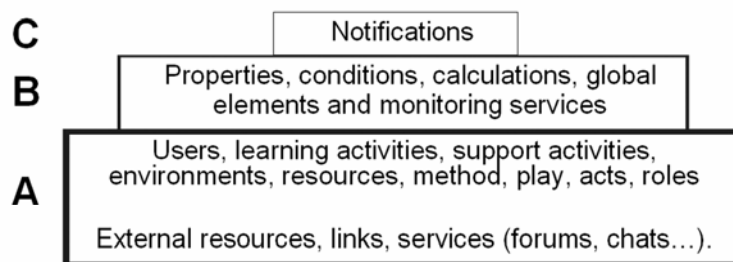 C
Notifications
B
Properties, conditions, calculations, global
elements and monitoring services
A
Users, learning activities, support activities,
environments, resources, method, play, acts, roles
External resources, links, services (forums, chats…).